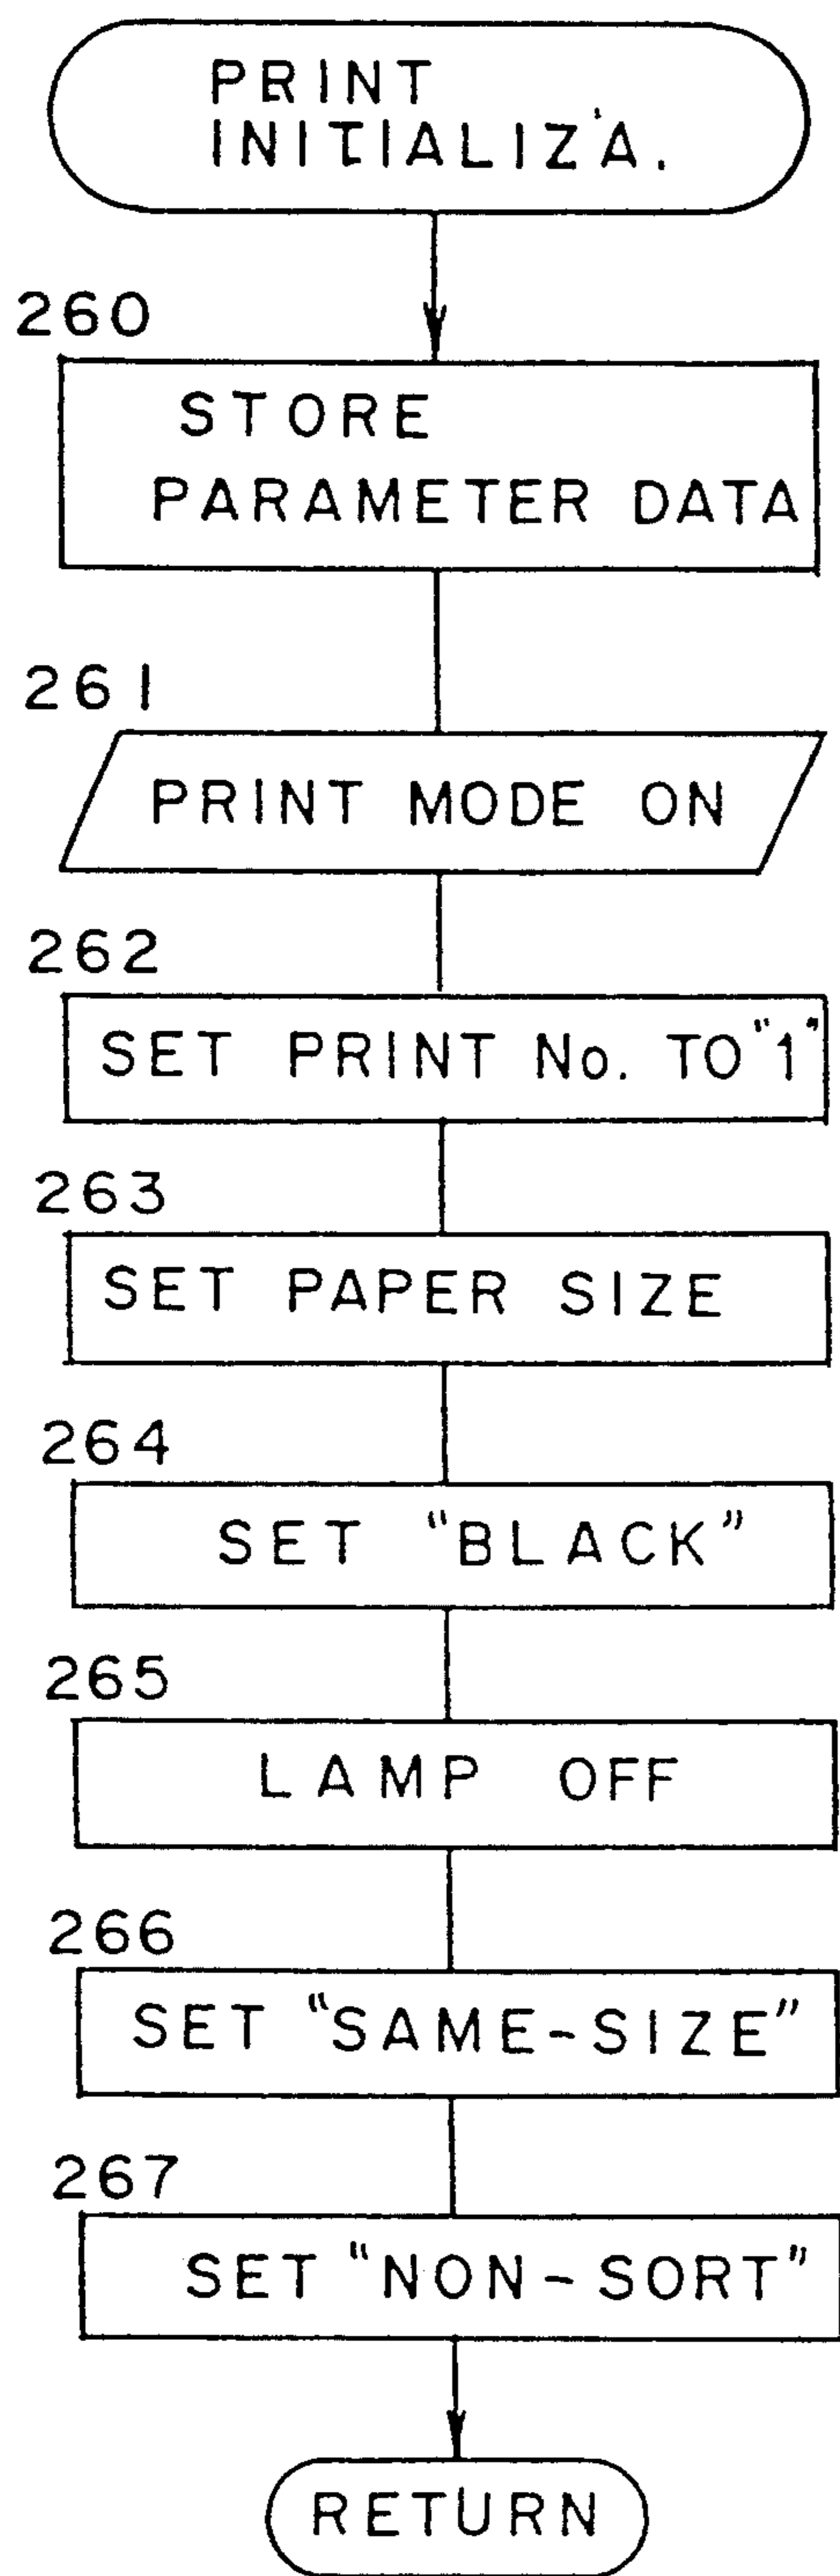 PRINT
INITIALIZ'A.
260
STORE
PARAMETER DATA
261
PRINT MODE ON
262
SET PRINT No. TO "1"
263
SET PAPER SIZE
264
SET "BLACK"
265
LAMP OFF
266
SET "SAME-SIZE"
267
SET "NON-SORT"
RETURN